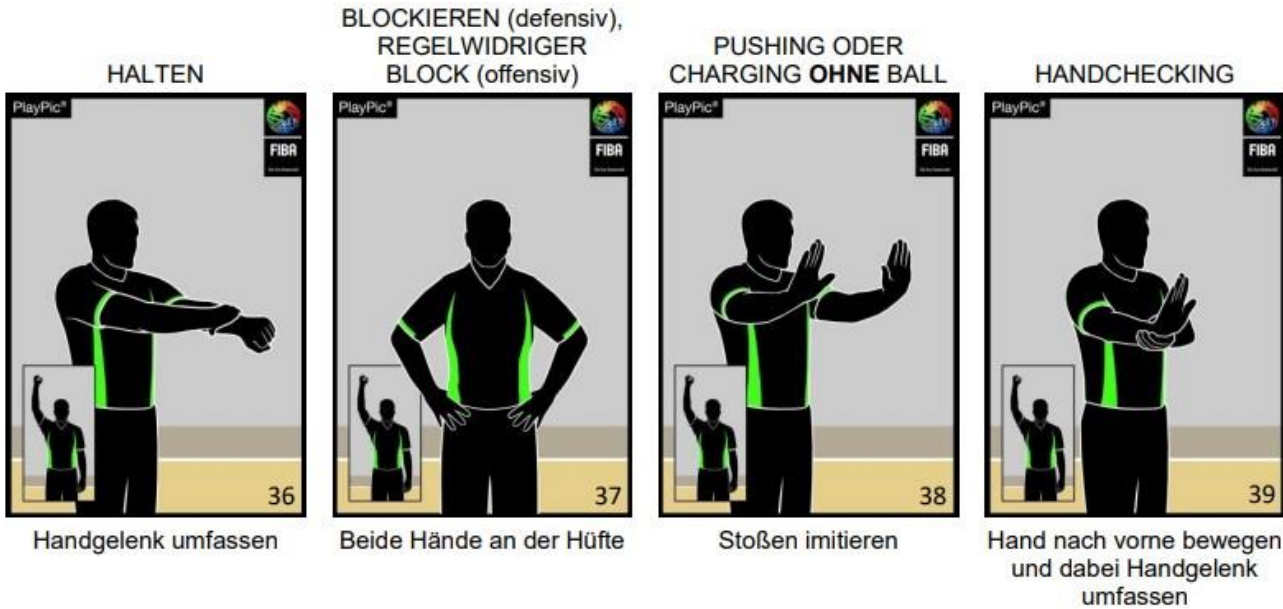 HALTEN
BLOCKIEREN (defensiv),
REGELWIDRIGER
BLOCK (offensiv)
PUSHING ODER
CHARGING OHNE BALL
HANDCHECKING
PlayPic®
FIBA
36
PlayPic®
FIBA
37
PlayPic®
FIBA
38
PlayPic®
FIBA
39
Handgelenk umfassen
Beide Hände an der Hüfte
Stoßen imitieren
Hand nach vorne bewegen
und dabei Handgelenk
umfassen